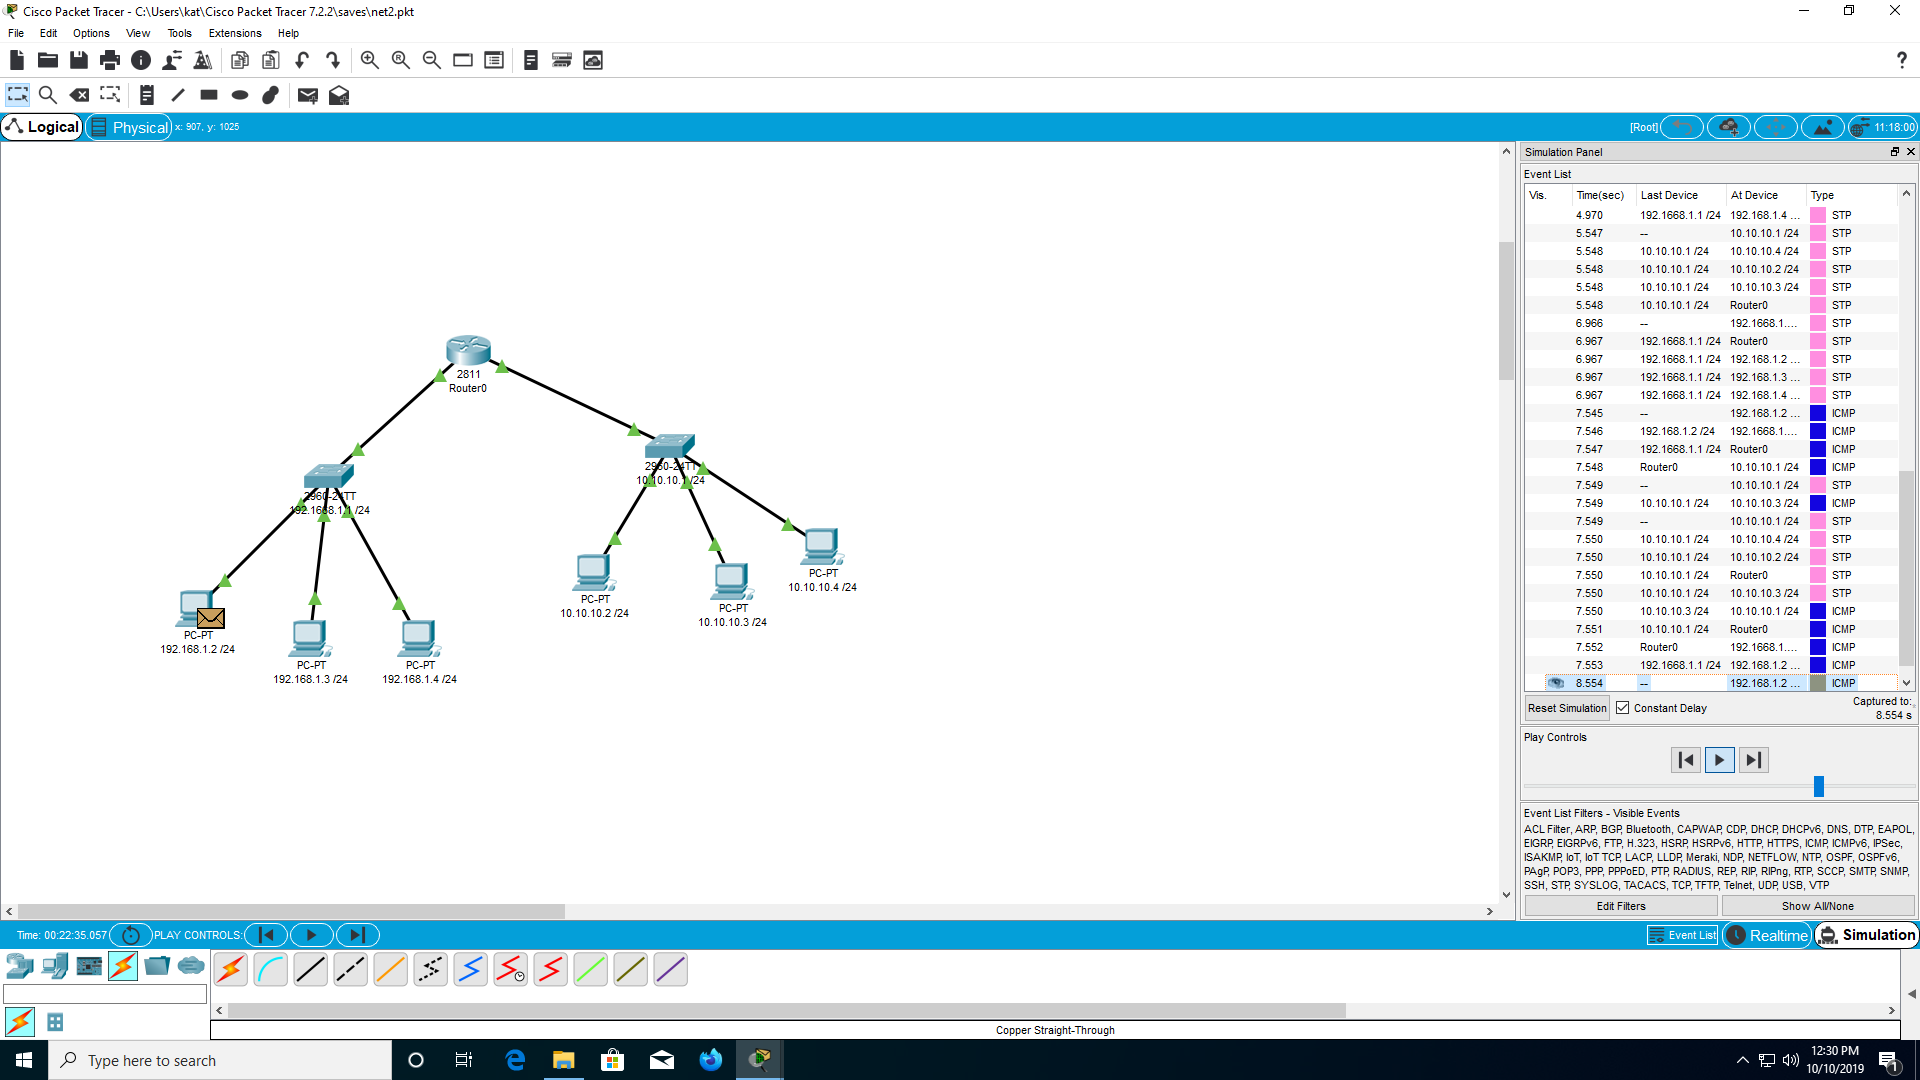 Cisco Packet Tracer - C:\Users\kat\Cisco Packet Tracer 7.2.2\saves\net2.pkt
File Edit Options View Tools Extensions Help
Logical Physical x: 907, y: 1025 [Root] 11:18:00
2811
Router0
2960-24TT
192.1668.1.1 /24
2960-24TT
10.10.10.1 /24
PC-PT
192.168.1.2 /24
PC-PT
192.168.1.3 /24
PC-PT
192.168.1.4 /24
PC-PT
10.10.10.2 /24
PC-PT
10.10.10.3 /24
PC-PT
10.10.10.4 /24
Simulation Panel
Event List
Vis. Time(sec) Last Device At Device Type
4.970 192.1668.1.1 /24 192.168.1.4 ... STP
5.547 -- 10.10.10.1 /24 STP
5.548 10.10.10.1 /24 10.10.10.4 /24 STP
5.548 10.10.10.1 /24 10.10.10.2 /24 STP
5.548 10.10.10.1 /24 10.10.10.3 /24 STP
5.548 10.10.10.1 /24 Router0 STP
6.966 -- 192.1668.1.... STP
6.967 192.1668.1.1 /24 Router0 STP
6.967 192.1668.1.1 /24 192.168.1.2 ... STP
6.967 192.1668.1.1 /24 192.168.1.3 ... STP
6.967 192.1668.1.1 /24 192.168.1.4 ... STP
7.545 -- 192.168.1.2 ... ICMP
7.546 192.168.1.2 /24 192.1668.1.... ICMP
7.547 192.1668.1.1 /24 Router0 ICMP
7.548 Router0 10.10.10.1 /24 ICMP
7.549 -- 10.10.10.1 /24 STP
7.549 10.10.10.1 /24 10.10.10.3 /24 ICMP
7.549 -- 10.10.10.1 /24 STP
7.550 10.10.10.1 /24 10.10.10.4 /24 STP
7.550 10.10.10.1 /24 10.10.10.2 /24 STP
7.550 10.10.10.1 /24 Router0 STP
7.550 10.10.10.1 /24 10.10.10.3 /24 STP
7.550 10.10.10.3 /24 10.10.10.1 /24 ICMP
7.551 10.10.10.1 /24 Router0 ICMP
7.552 Router0 192.1668.1.... ICMP
7.553 192.1668.1.1 /24 192.168.1.2 ... ICMP
8.554 -- 192.168.1.2 ... ICMP
Reset Simulation Constant Delay Captured to:
8.554 s
Play Controls
Event List Filters - Visible Events
ACL Filter, ARP, BGP, Bluetooth, CAPWAP, CDP, DHCP, DHCPv6, DNS, DTP, EAPOL,
EIGRP, EIGRPv6, FTP, H.323, HSRP, HSRPv6, HTTP, HTTPS, ICMP, ICMPv6, IPSec,
ISAKMP, IoT, IoT TCP, LACP, LLDP, Meraki, NDP, NETFLOW, NTP, OSPF, OSPFv6,
PAgP, POP3, PPP, PPPoED, PTP, RADIUS, REP, RIP, RIPng, RTP, SCCP, SMTP, SNMP,
SSH, STP, SYSLOG, TACACS, TCP, TFTP, Telnet, UDP, USB, VTP
Edit Filters Show All/None
Time: 00:22:35.057 PLAY CONTROLS: Event List Realtime Simulation
Copper Straight-Through
Type here to search
12:30 PM
10/10/2019
1